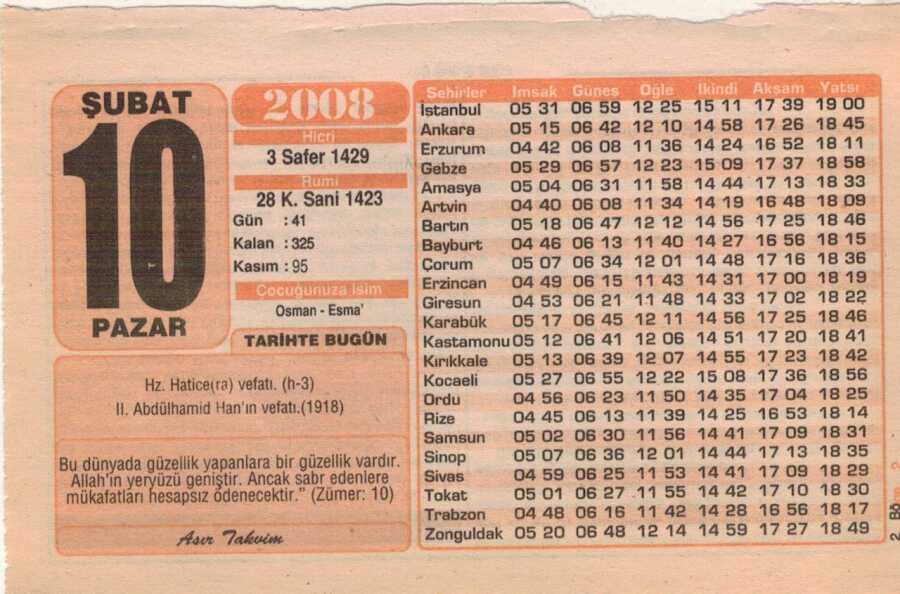 ŞUBAT
10
PAZAR
2008
Hicri
3 Safer 1429
Rumi
28 K. Sani 1423
Gün : 41
Kalan : 325
Kasım : 95
Çocuğunuza İsim
Osman - Esma'
TARİHTE BUGÜN
Hz. Hatice(ra) vefatı. (h-3)
II. Abdülhamid Han'ın vefatı.(1918)
Bu dünyada güzellik yapanlara bir güzellik vardır.
Allah'ın yeryüzü geniştir. Ancak sabr edenlere
mükafatları hesapsız ödenecektir." (Zümer: 10)
Asır Takvim
Şehirler İmsak Güneş Öğle İkindi Akşam Yatsı
İstanbul 05 31 06 59 12 25 15 11 17 39 19 00
Ankara 05 15 06 42 12 10 14 58 17 26 18 45
Erzurum 04 42 06 08 11 36 14 24 16 52 18 11
Gebze 05 29 06 57 12 23 15 09 17 37 18 58
Amasya 05 04 06 31 11 58 14 44 17 13 18 33
Artvin 04 40 06 08 11 34 14 19 16 48 18 09
Bartın 05 18 06 47 12 12 14 56 17 25 18 46
Bayburt 04 46 06 13 11 40 14 27 16 56 18 15
Çorum 05 07 06 34 12 01 14 48 17 16 18 36
Erzincan 04 49 06 15 11 43 14 31 17 00 18 19
Giresun 04 53 06 21 11 48 14 33 17 02 18 22
Karabük 05 17 06 45 12 11 14 56 17 25 18 46
Kastamonu 05 12 06 41 12 06 14 51 17 20 18 41
Kırıkkale 05 13 06 39 12 07 14 55 17 23 18 42
Kocaeli 05 27 06 55 12 22 15 08 17 36 18 56
Ordu 04 56 06 23 11 50 14 35 17 04 18 25
Rize 04 45 06 13 11 39 14 25 16 53 18 14
Samsun 05 02 06 30 11 56 14 41 17 09 18 31
Sinop 05 07 06 36 12 01 14 44 17 13 18 35
Sivas 04 59 06 25 11 53 14 41 17 09 18 29
Tokat 05 01 06 27 11 55 14 42 17 10 18 30
Trabzon 04 48 06 16 11 42 14 28 16 56 18 17
Zonguldak 05 20 06 48 12 14 14 59 17 27 18 49